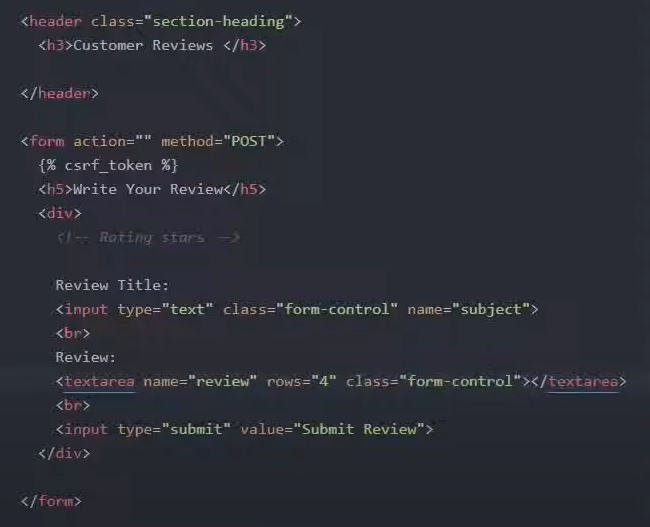 <header class="section-heading">
<h3>Customer Reviews </h3>
</header>
<form action="" method="POST">
{% csrf_token %}
<h5>Write Your Review</h5>
<div>
<!-- Rating stars -->
Review Title:
<input type="text" class="form-control" name="subject">
<br>
Review:
<textarea name="review" rows="4" class="form-control"></textarea>
<br>
<input type="submit" value="Submit Review">
</div>
</form>